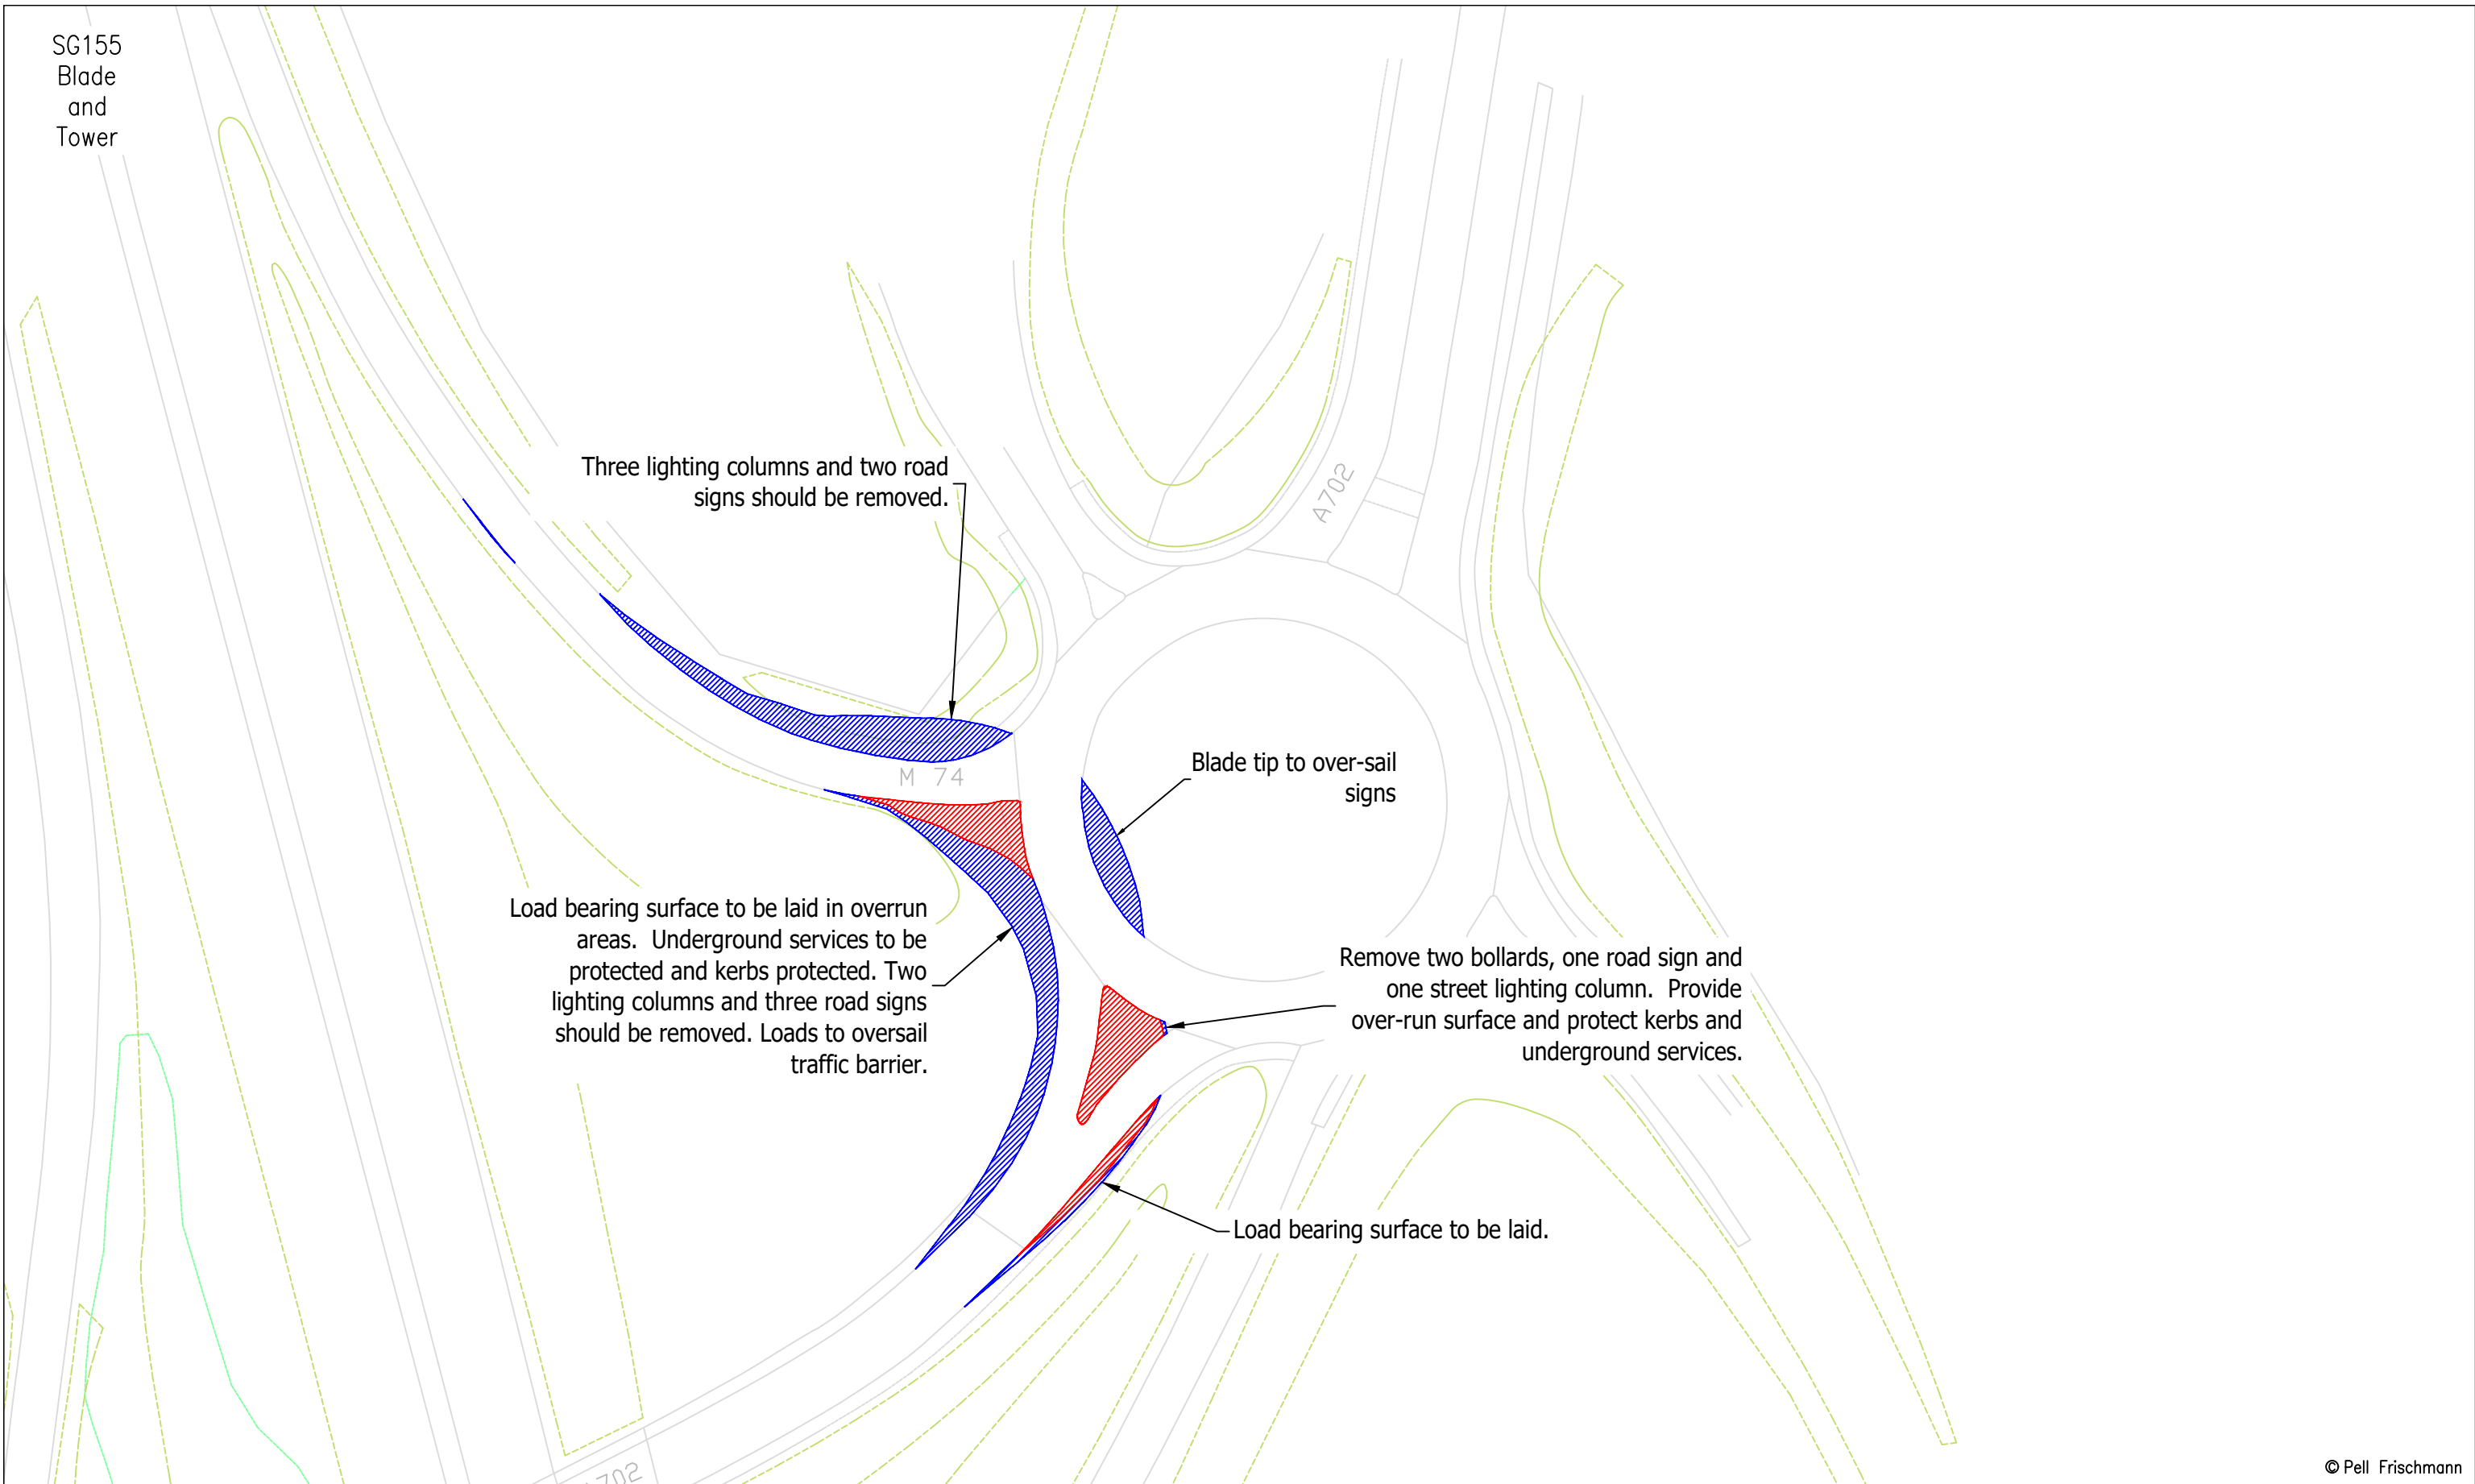 SG155
Blade
and
Tower
Three lighting columns and two road
signs should be removed.
A702
M 74
Blade tip to over-sail
signs
Load bearing surface to be laid in overrun
areas. Underground services to be
protected and kerbs protected. Two
lighting columns and three road signs
should be removed. Loads to oversail
traffic barrier.
Remove two bollards, one road sign and
one street lighting column. Provide
over-run surface and protect kerbs and
underground services.
Load bearing surface to be laid.
702
© Pell Frischmann